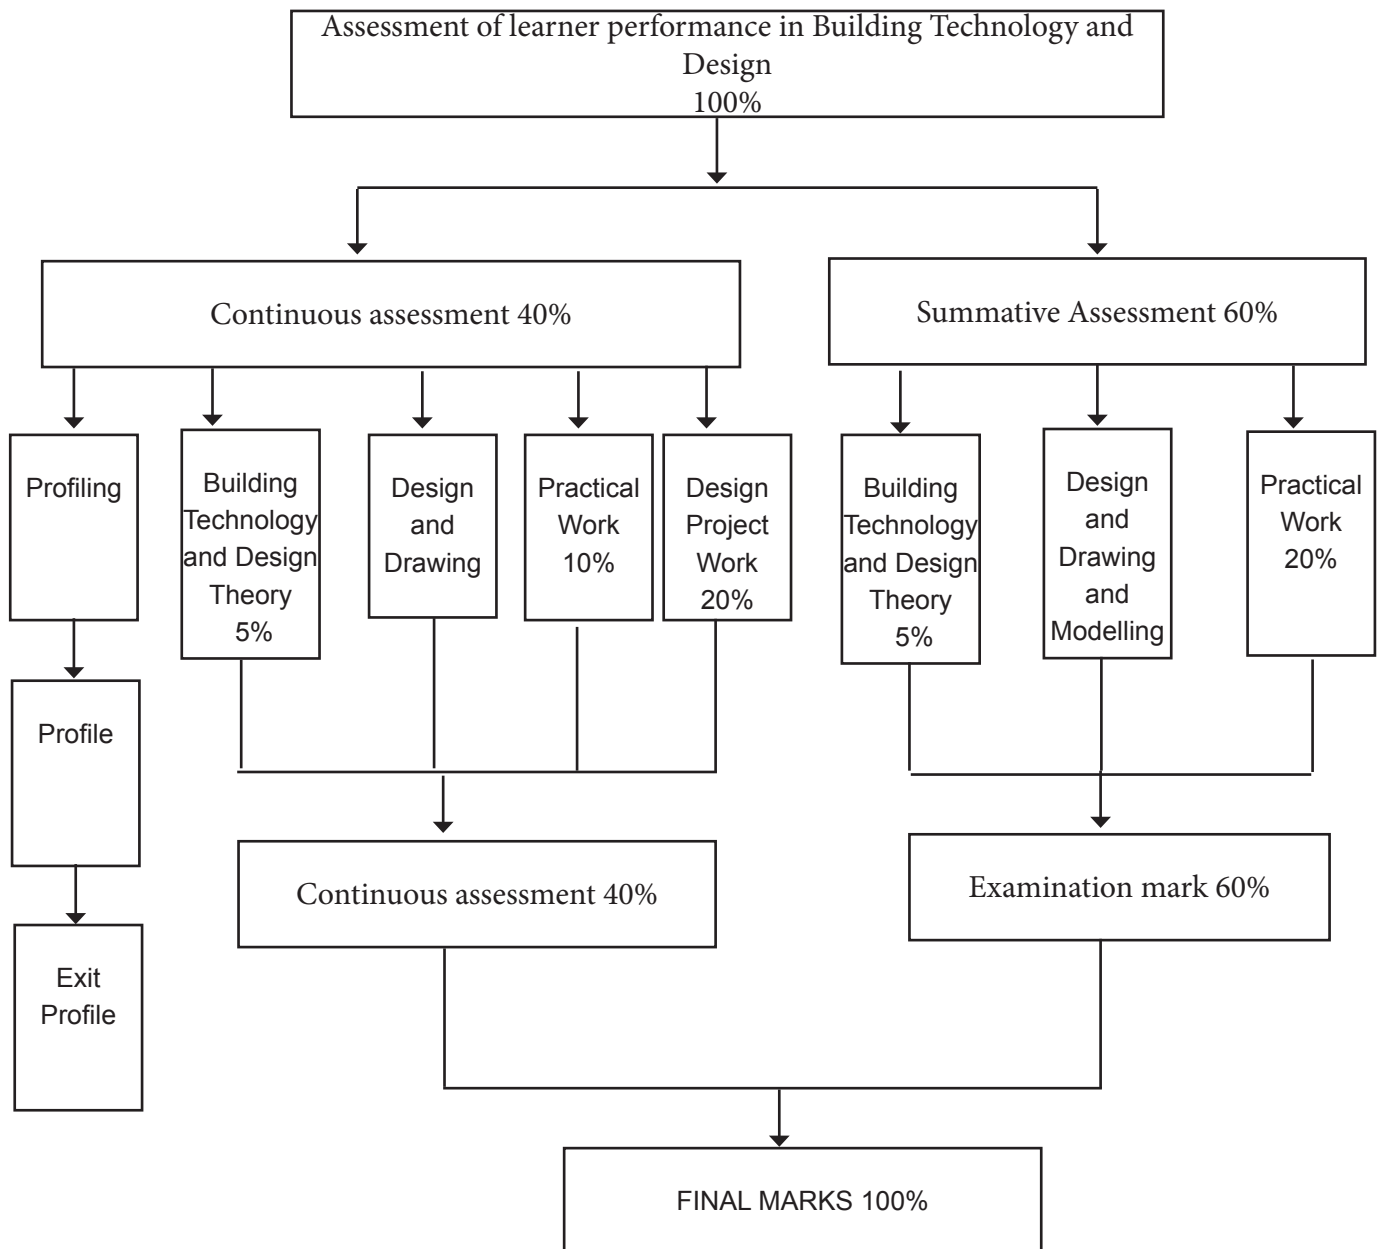 Assessment of learner performance in Building Technology and
Design
100%
Continuous assessment 40%
Summative Assessment 60%
Profiling
Building
Technology
and Design
Theory
5%
Design
and
Drawing
Practical
Work
10%
Design
Project
Work
20%
Building
Technology
and Design
Theory
5%
Design
and
Drawing
and
Modelling
Practical
Work
20%
Profile
Exit
Profile
Continuous assessment 40%
Examination mark 60%
FINAL MARKS 100%